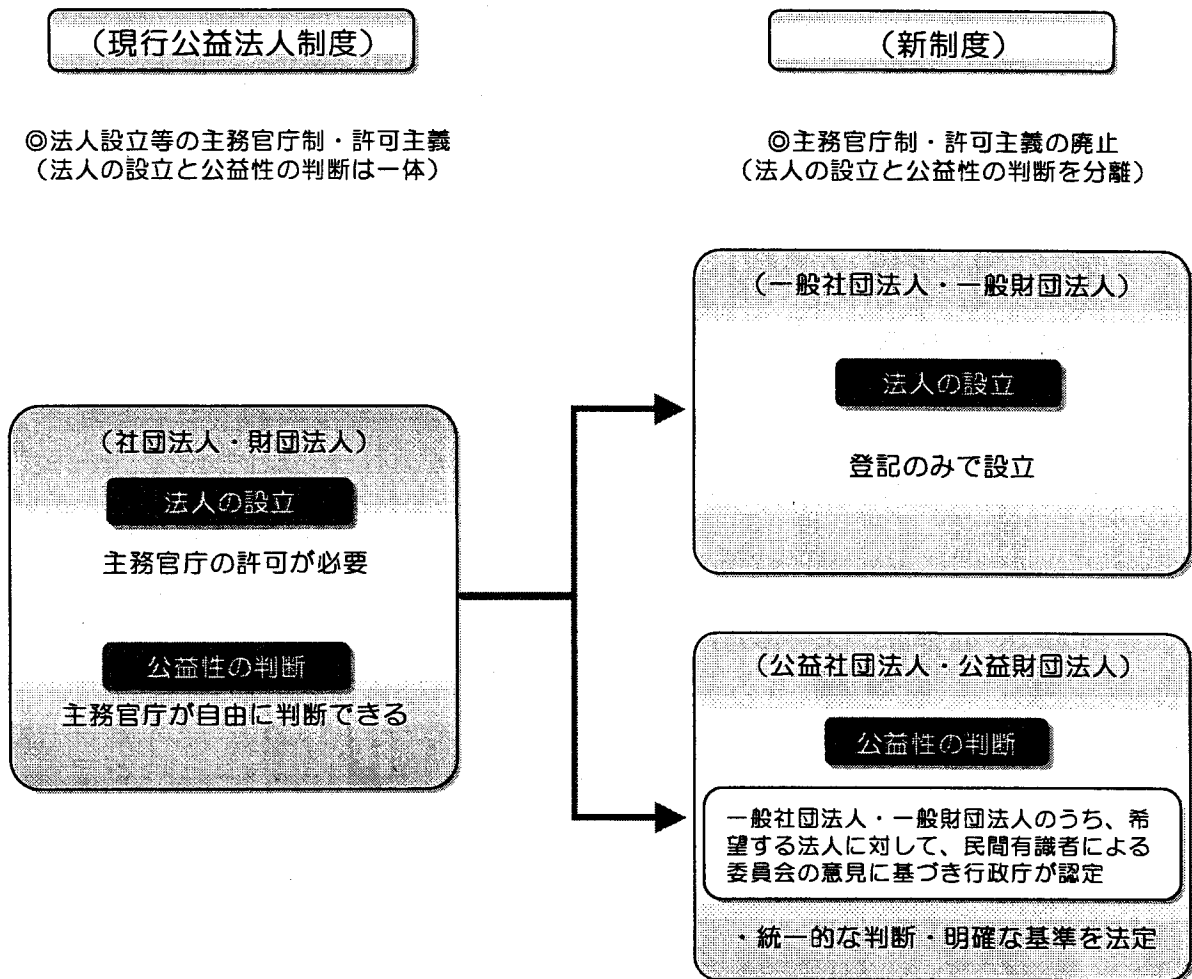 （現行公益法人制度）
◎法人設立等の主務官庁制・許可主義
（法人の設立と公益性の判断は一体）
（社団法人・財団法人）
法人の設立
主務官庁の許可が必要
公益性の判断
主務官庁が自由に判断できる
（新制度）
◎主務官庁制・許可主義の廃止
（法人の設立と公益性の判断を分離）
（一般社団法人・一般財団法人）
法人の設立
登記のみで設立
（公益社団法人・公益財団法人）
公益性の判断
一般社団法人・一般財団法人のうち、希
望する法人に対して、民間有識者による
委員会の意見に基づき行政庁が認定
・統一的な判断・明確な基準を法定